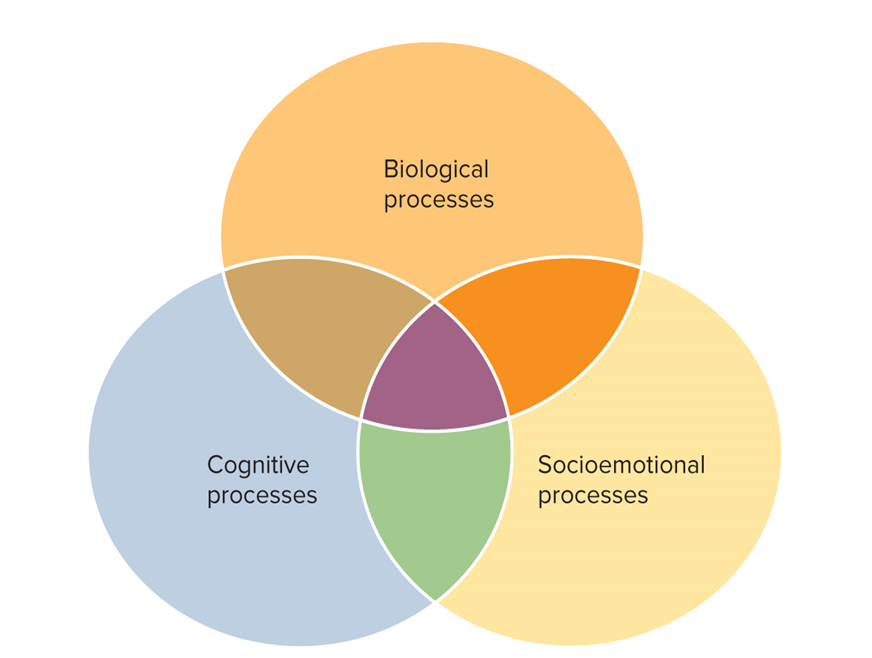 Biological
processes
Cognitive
processes
Socioemotional
processes